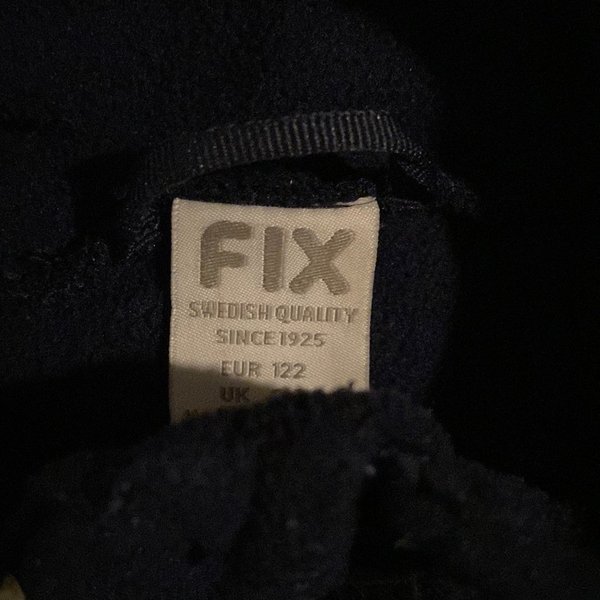 FIX
SWEDISH QUALITY
SINCE 1925
EUR 122
UK